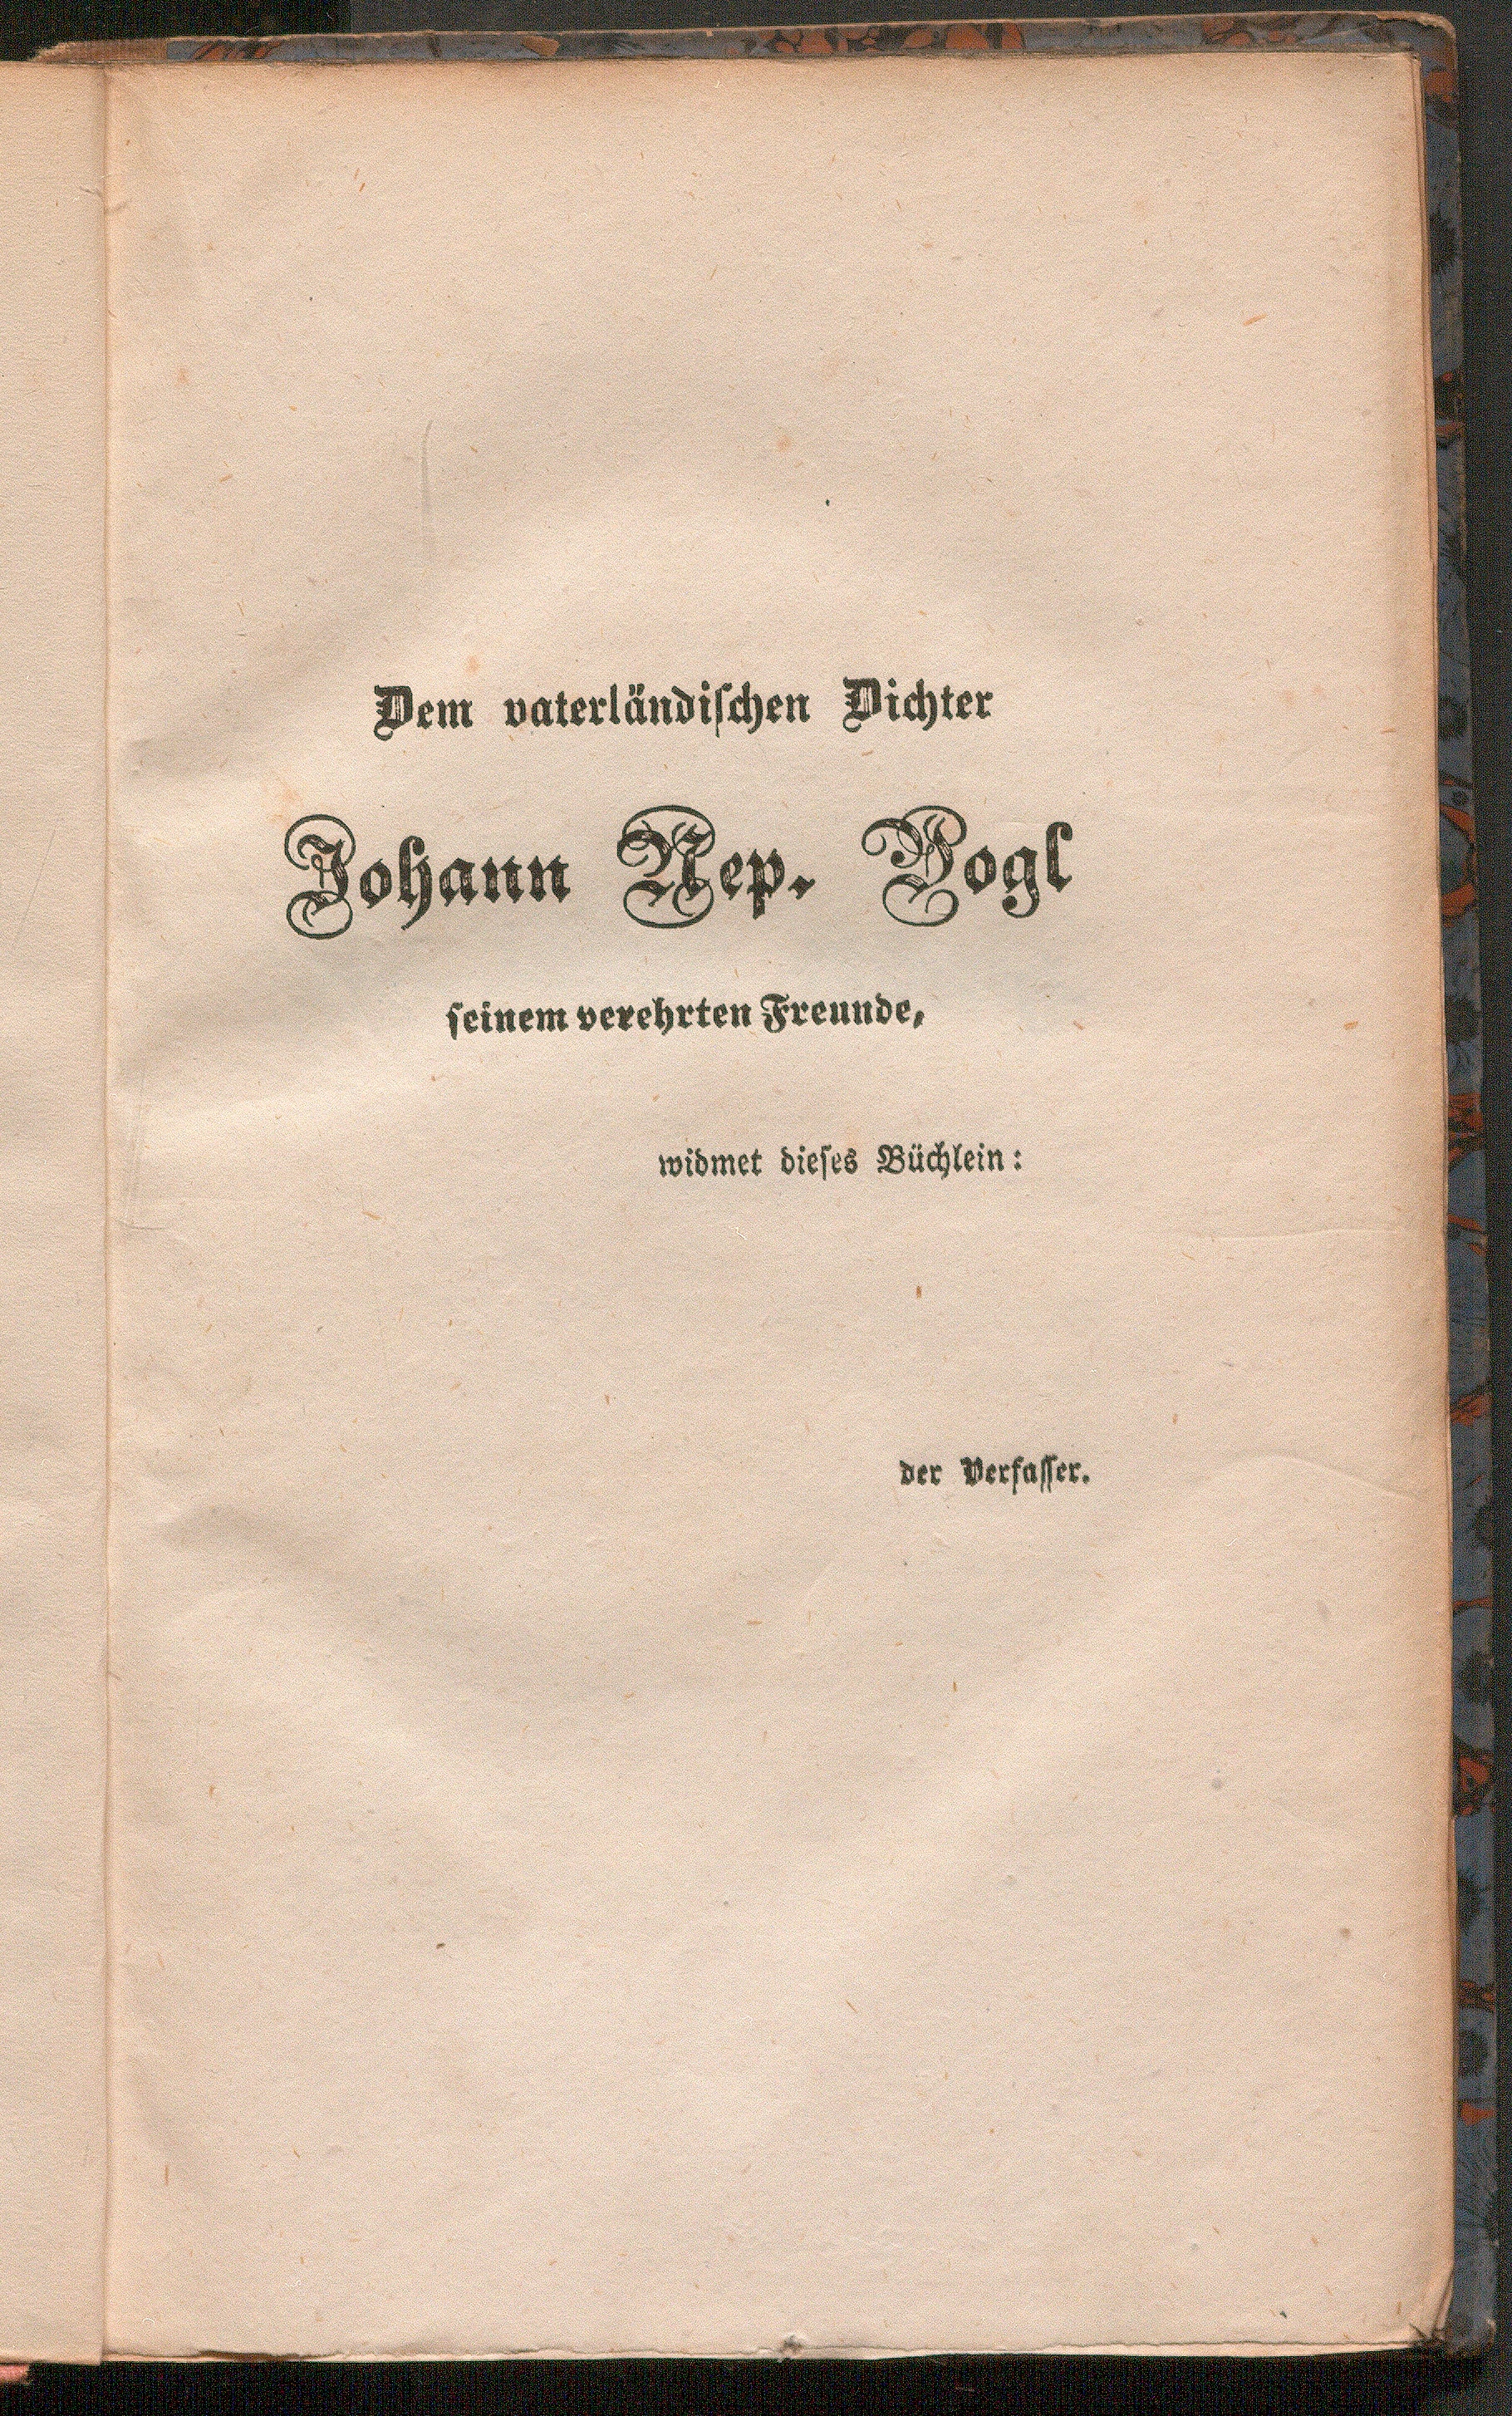 Dem vaterländiſchen Dichter
Johann Nep. Vogl
ſeinem verehrten Freunde,
widmet dieſes Büchlein:
der Verfaſſer.